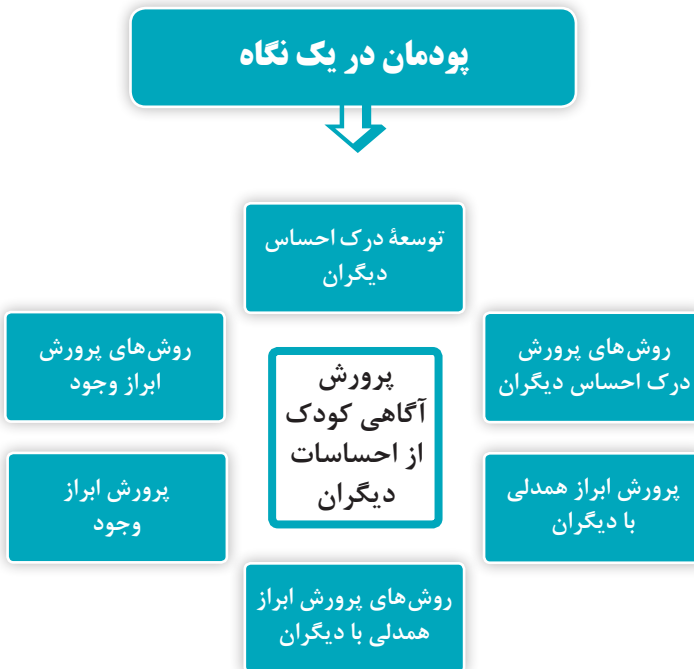 پودمان در یک نگاه
توسعهٔ درک احساس
دیگران
روش‌های پرورش
درک احساس دیگران
پرورش ابراز همدلی
با دیگران
روش‌های پرورش ابراز
همدلی با دیگران
پرورش ابراز
وجود
روش‌های پرورش
ابراز وجود
پرورش
آگاهی کودک
از احساسات
دیگران